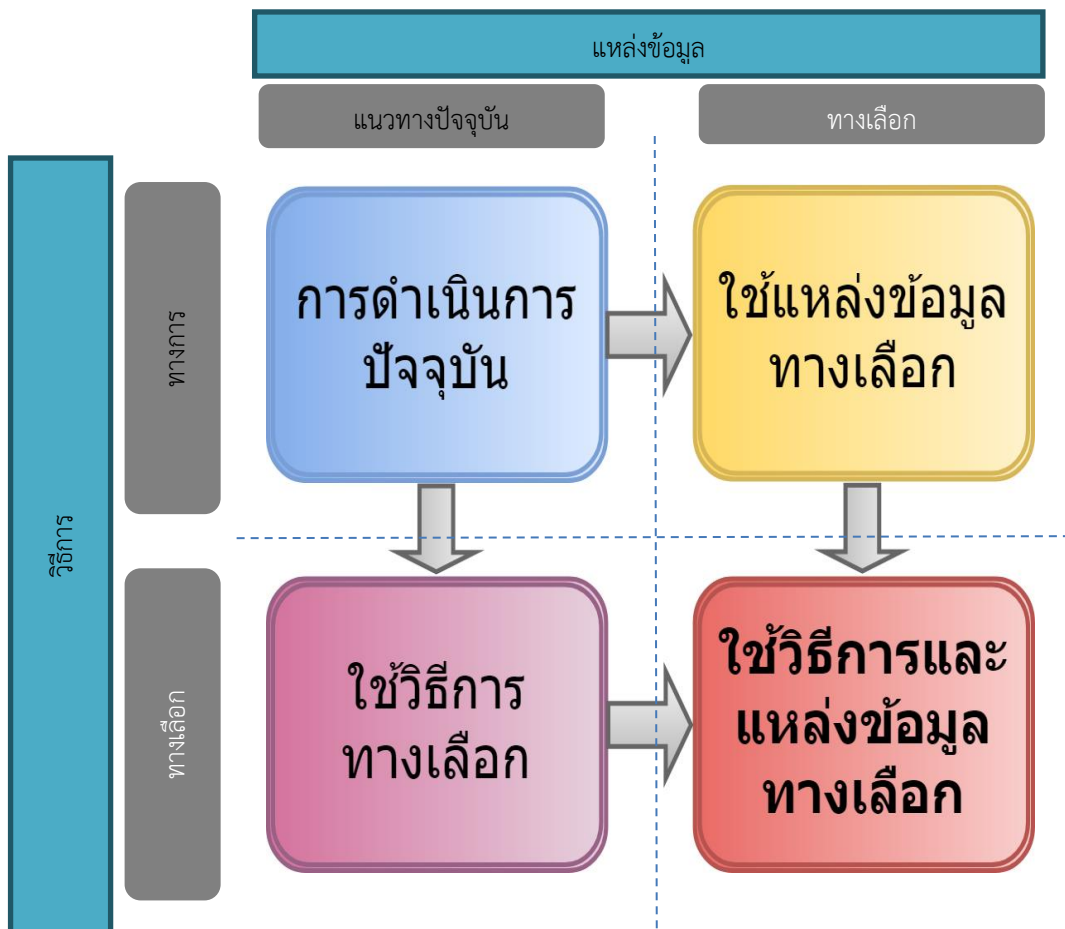 แหล่งข้อมูล
แนวทางปัจจุบัน
ทางเลือก
วิธีการ
ทางการ
การดำเนินการ
ปัจจุบัน
ใช้แหล่งข้อมูล
ทางเลือก
ทางเลือก
ใช้วิธีการ
ทางเลือก
ใช้วิธีการและ
แหล่งข้อมูล
ทางเลือก